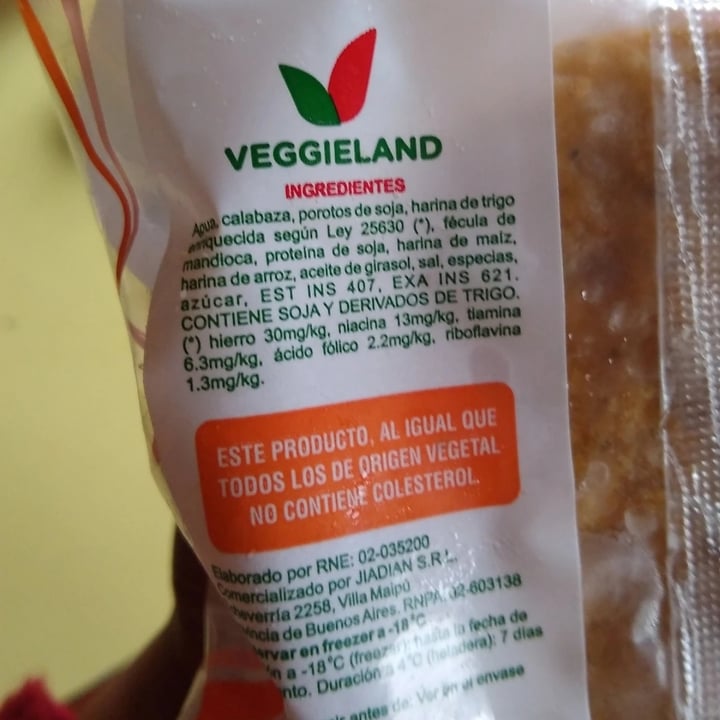 VEGGIELAND
INGREDIENTES
Agua, calabaza, porotos de soja, harina de trigo
enriquecida según Ley 25630 (*), fécula de
mandioca, proteína de soja, harina de maíz,
harina de arroz, aceite de girasol, sal, especias,
azúcar, EST INS 407, EXA INS 621.
CONTIENE SOJA Y DERIVADOS DE TRIGO.
(*) hierro 30mg/kg, niacina 13mg/kg, tiamina
6.3mg/kg, ácido fólico 2.2mg/kg, riboflavina
1.3mg/kg.
ESTE PRODUCTO, AL IGUAL QUE
TODOS LOS DE ORIGEN VEGETAL
NO CONTIENE COLESTEROL.
Elaborado por RNE: 02-035200
Comercializado por JIADIAN S.R.L.
2258, Villa Maipú
de Buenos Aires. RNPA: 02-603138
en freezer a -18°C
a -18°C (freezer): hasta la fecha de
Duración a 4°C (heladera): 7 días
antes de: Ver en el envase